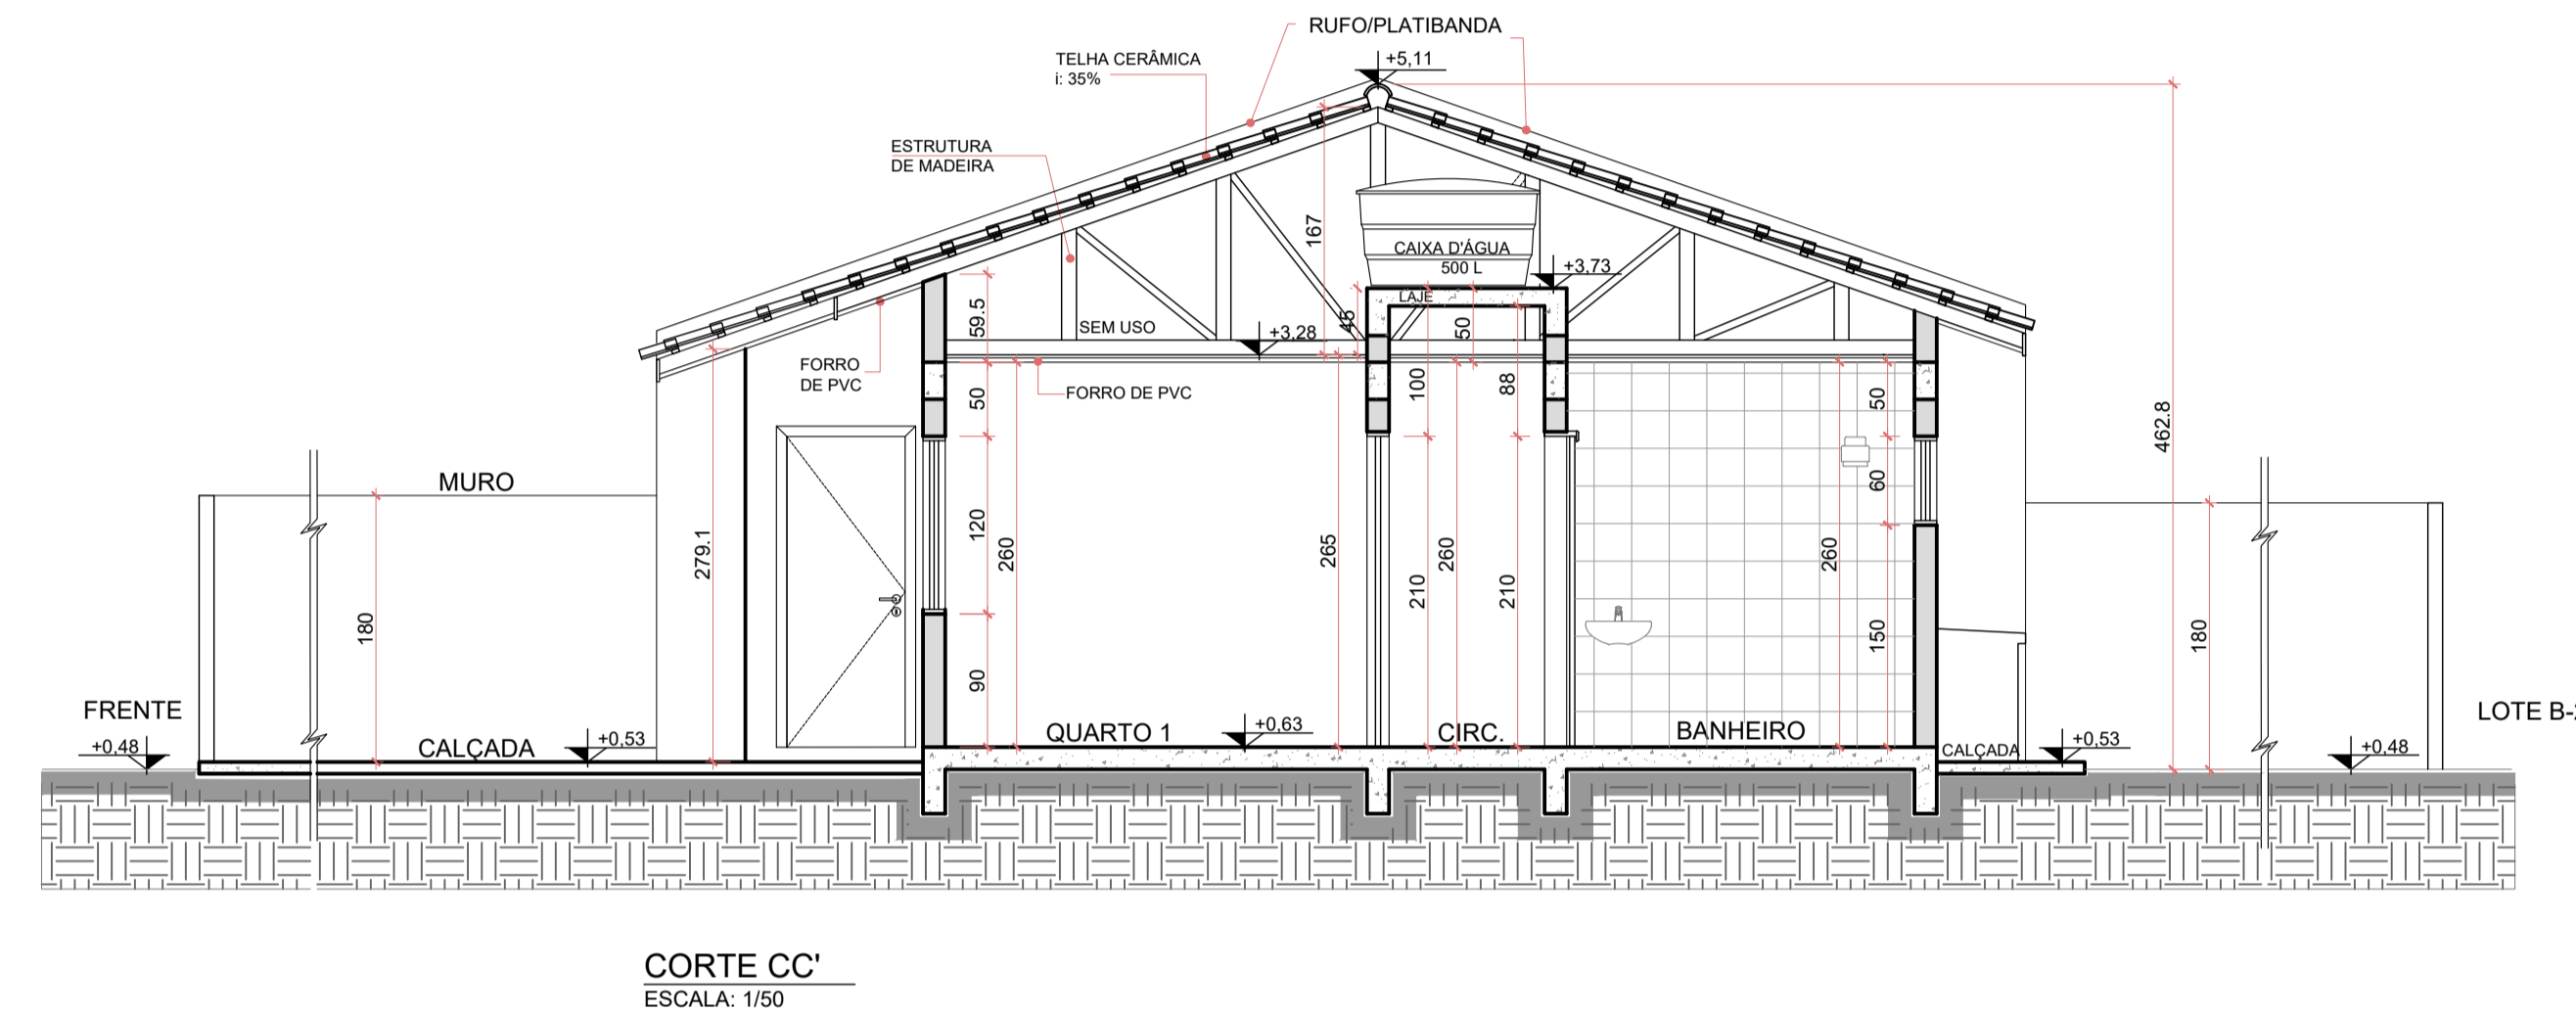 RUFO/PLATIBANDA
TELHA CERÂMICA
i: 35%
+5,11
ESTRUTURA
DE MADEIRA
167
CAIXA D'ÁGUA
500 L
+3,73
LAJE
59.5
SEM USO
+3,28
45
50
FORRO
DE PVC
FORRO DE PVC
50
100
88
50
462.8
MURO
60
279.1
120
260
265
260
210
210
260
180
150
180
90
FRENTE
+0,48
CALÇADA
+0,53
QUARTO 1
+0,63
CIRC.
BANHEIRO
CALÇADA
+0,53
+0,48
LOTE B-
CORTE CC'
ESCALA: 1/50